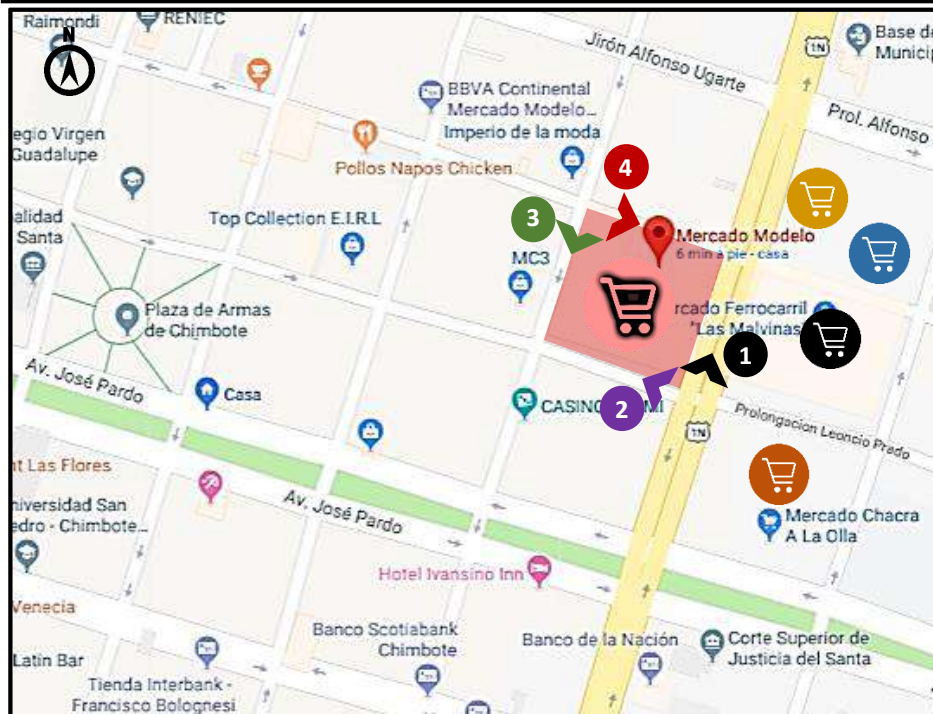 Raimondi
RENIEC
N
Jirón Alfonso Ugarte
1N
Base de
Municip
BBVA Continental
Mercado Modelo...
Imperio de la moda
Prol. Alfonso
egio Virgen
Guadalupe
Pollos Napos Chicken
4
3
alidad
Santa
Top Collection E.I.R.L
MC3
Mercado Modelo
6 min a pie - casa
Plaza de Armas
de Chimbote
rcado Ferrocarril
"Las Malvinas
1
Av. José Pardo
Casa
2
CASINO
MI
Prolongacion Leoncio Prado
1N
nt Las Flores
Av. José Pardo
niversidad San
edro - Chimbote...
Mercado Chacra
A La Olla
Hotel Ivansino Inn
Venecia
Banco Scotiabank
Chimbote
Banco de la Nación
Corte Superior de
Justicia del Santa
Latin Bar
Tienda Interbank -
Francisco Bolognesi